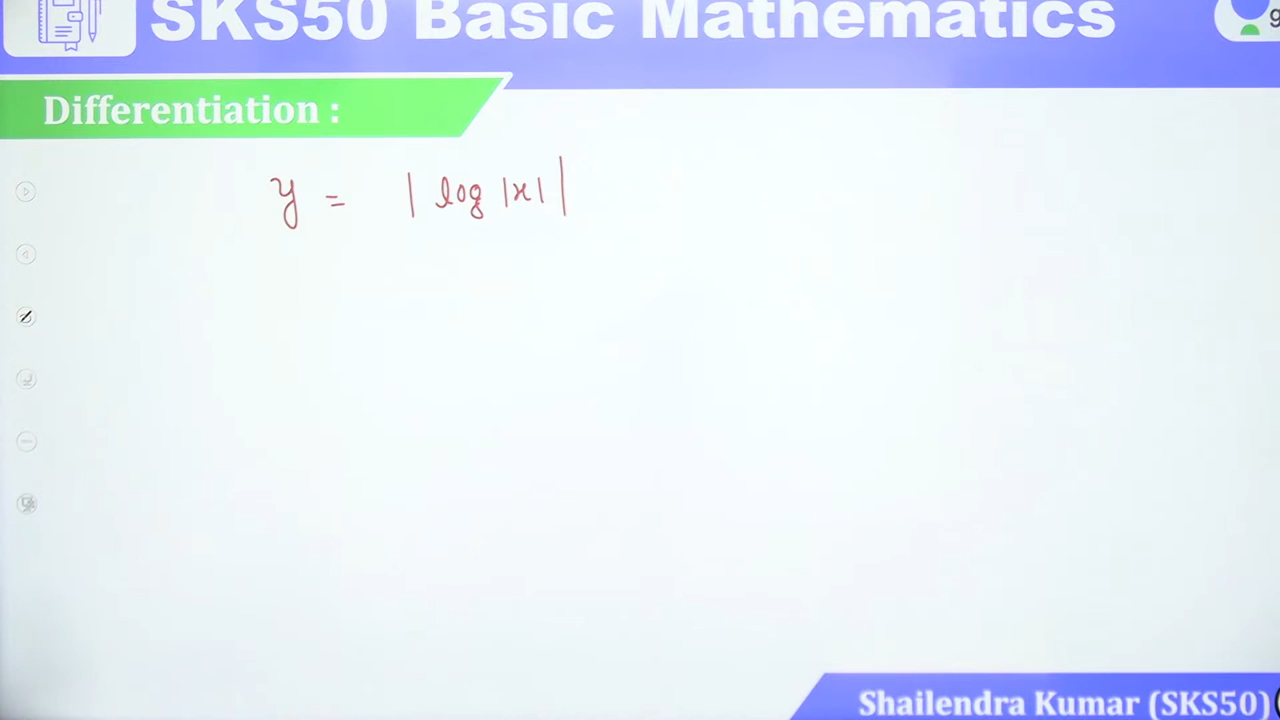 SKS50 Basic Mathematics
g
Differentiation :
y = | log |x| |
Shailendra Kumar (SKS50)